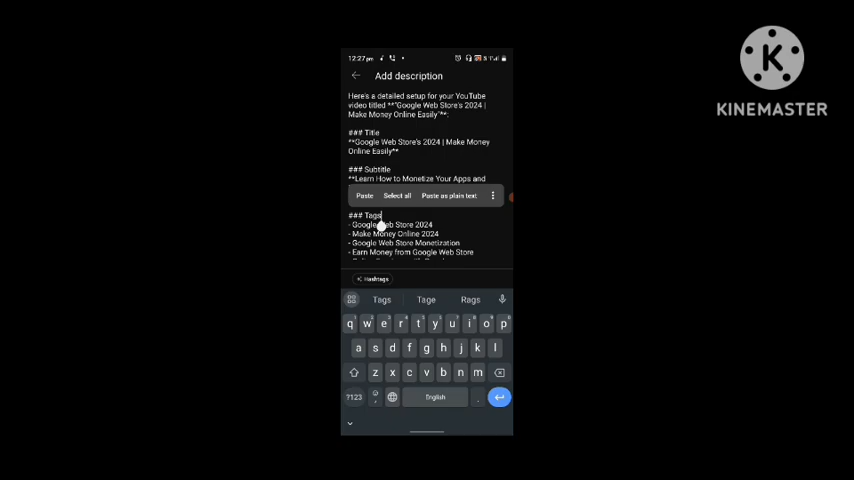 12:27pm
Add description
Here's a detailed setup for your YouTube
video titled **"Google Web Store's 2024 |
Make Money Online Easily"**:
### Title
**Google Web Store's 2024 | Make Money
Online Easily**
### Subtitle
**Learn How to Monetize Your Apps and
Paste Select all Paste as plain text
### Tags
- Google Web Store 2024
- Make Money Online 2024
- Google Web Store Monetization
- Earn Money from Google Web Store
Hashtags
Tags Tage Rags
q w e r t y u i o p
a s d f g h j k l
z x c v b n m
?123 , English .
K
KINEMASTER